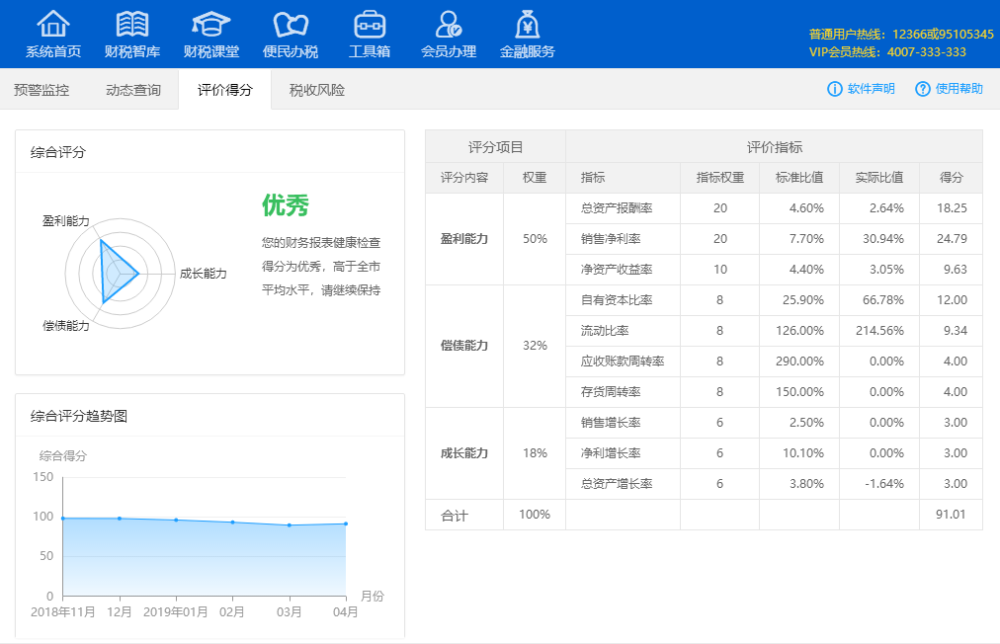 系统首页 财税智库 财税课堂 便民办税 工具箱 会员办理 金融服务
普通用户热线：12366或95105345
VIP会员热线：4007-333-333
预警监控 动态查询 评价得分 税收风险 软件声明 使用帮助
综合评分
优秀
您的财务报表健康检查
得分为优秀，高于全市
平均水平，请继续保持
盈利能力
成长能力
偿债能力
综合评分趋势图
综合得分
150
100
50
0
月份
2018年11月 12月 2019年01月 02月 03月 04月
评分项目 评价指标
评分内容 权重 指标 指标权重 标准比值 实际比值 得分
盈利能力 50%
总资产报酬率 20 4.60% 2.64% 18.25
销售净利率 20 7.70% 30.94% 24.79
净资产收益率 10 4.40% 3.05% 9.63
偿债能力 32%
自有资本比率 8 25.90% 66.78% 12.00
流动比率 8 126.00% 214.56% 9.34
应收账款周转率 8 290.00% 0.00% 4.00
存货周转率 8 150.00% 0.00% 4.00
成长能力 18%
销售增长率 6 2.50% 0.00% 3.00
净利增长率 6 10.10% 0.00% 3.00
总资产增长率 6 3.80% -1.64% 3.00
合计 100% 91.01